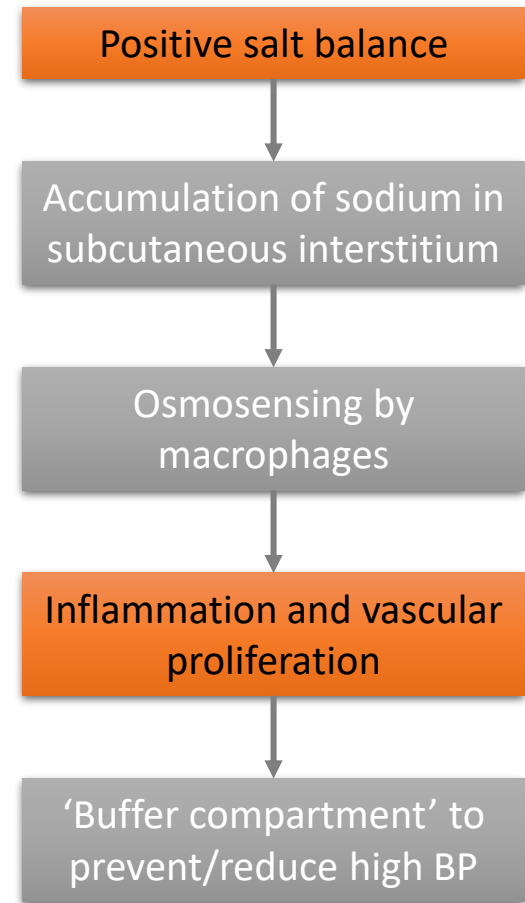 Positive salt balance
Accumulation of sodium in
subcutaneous interstitium
Osmosensing by
macrophages
Inflammation and vascular
proliferation
‘Buffer compartment’ to
prevent/reduce high BP